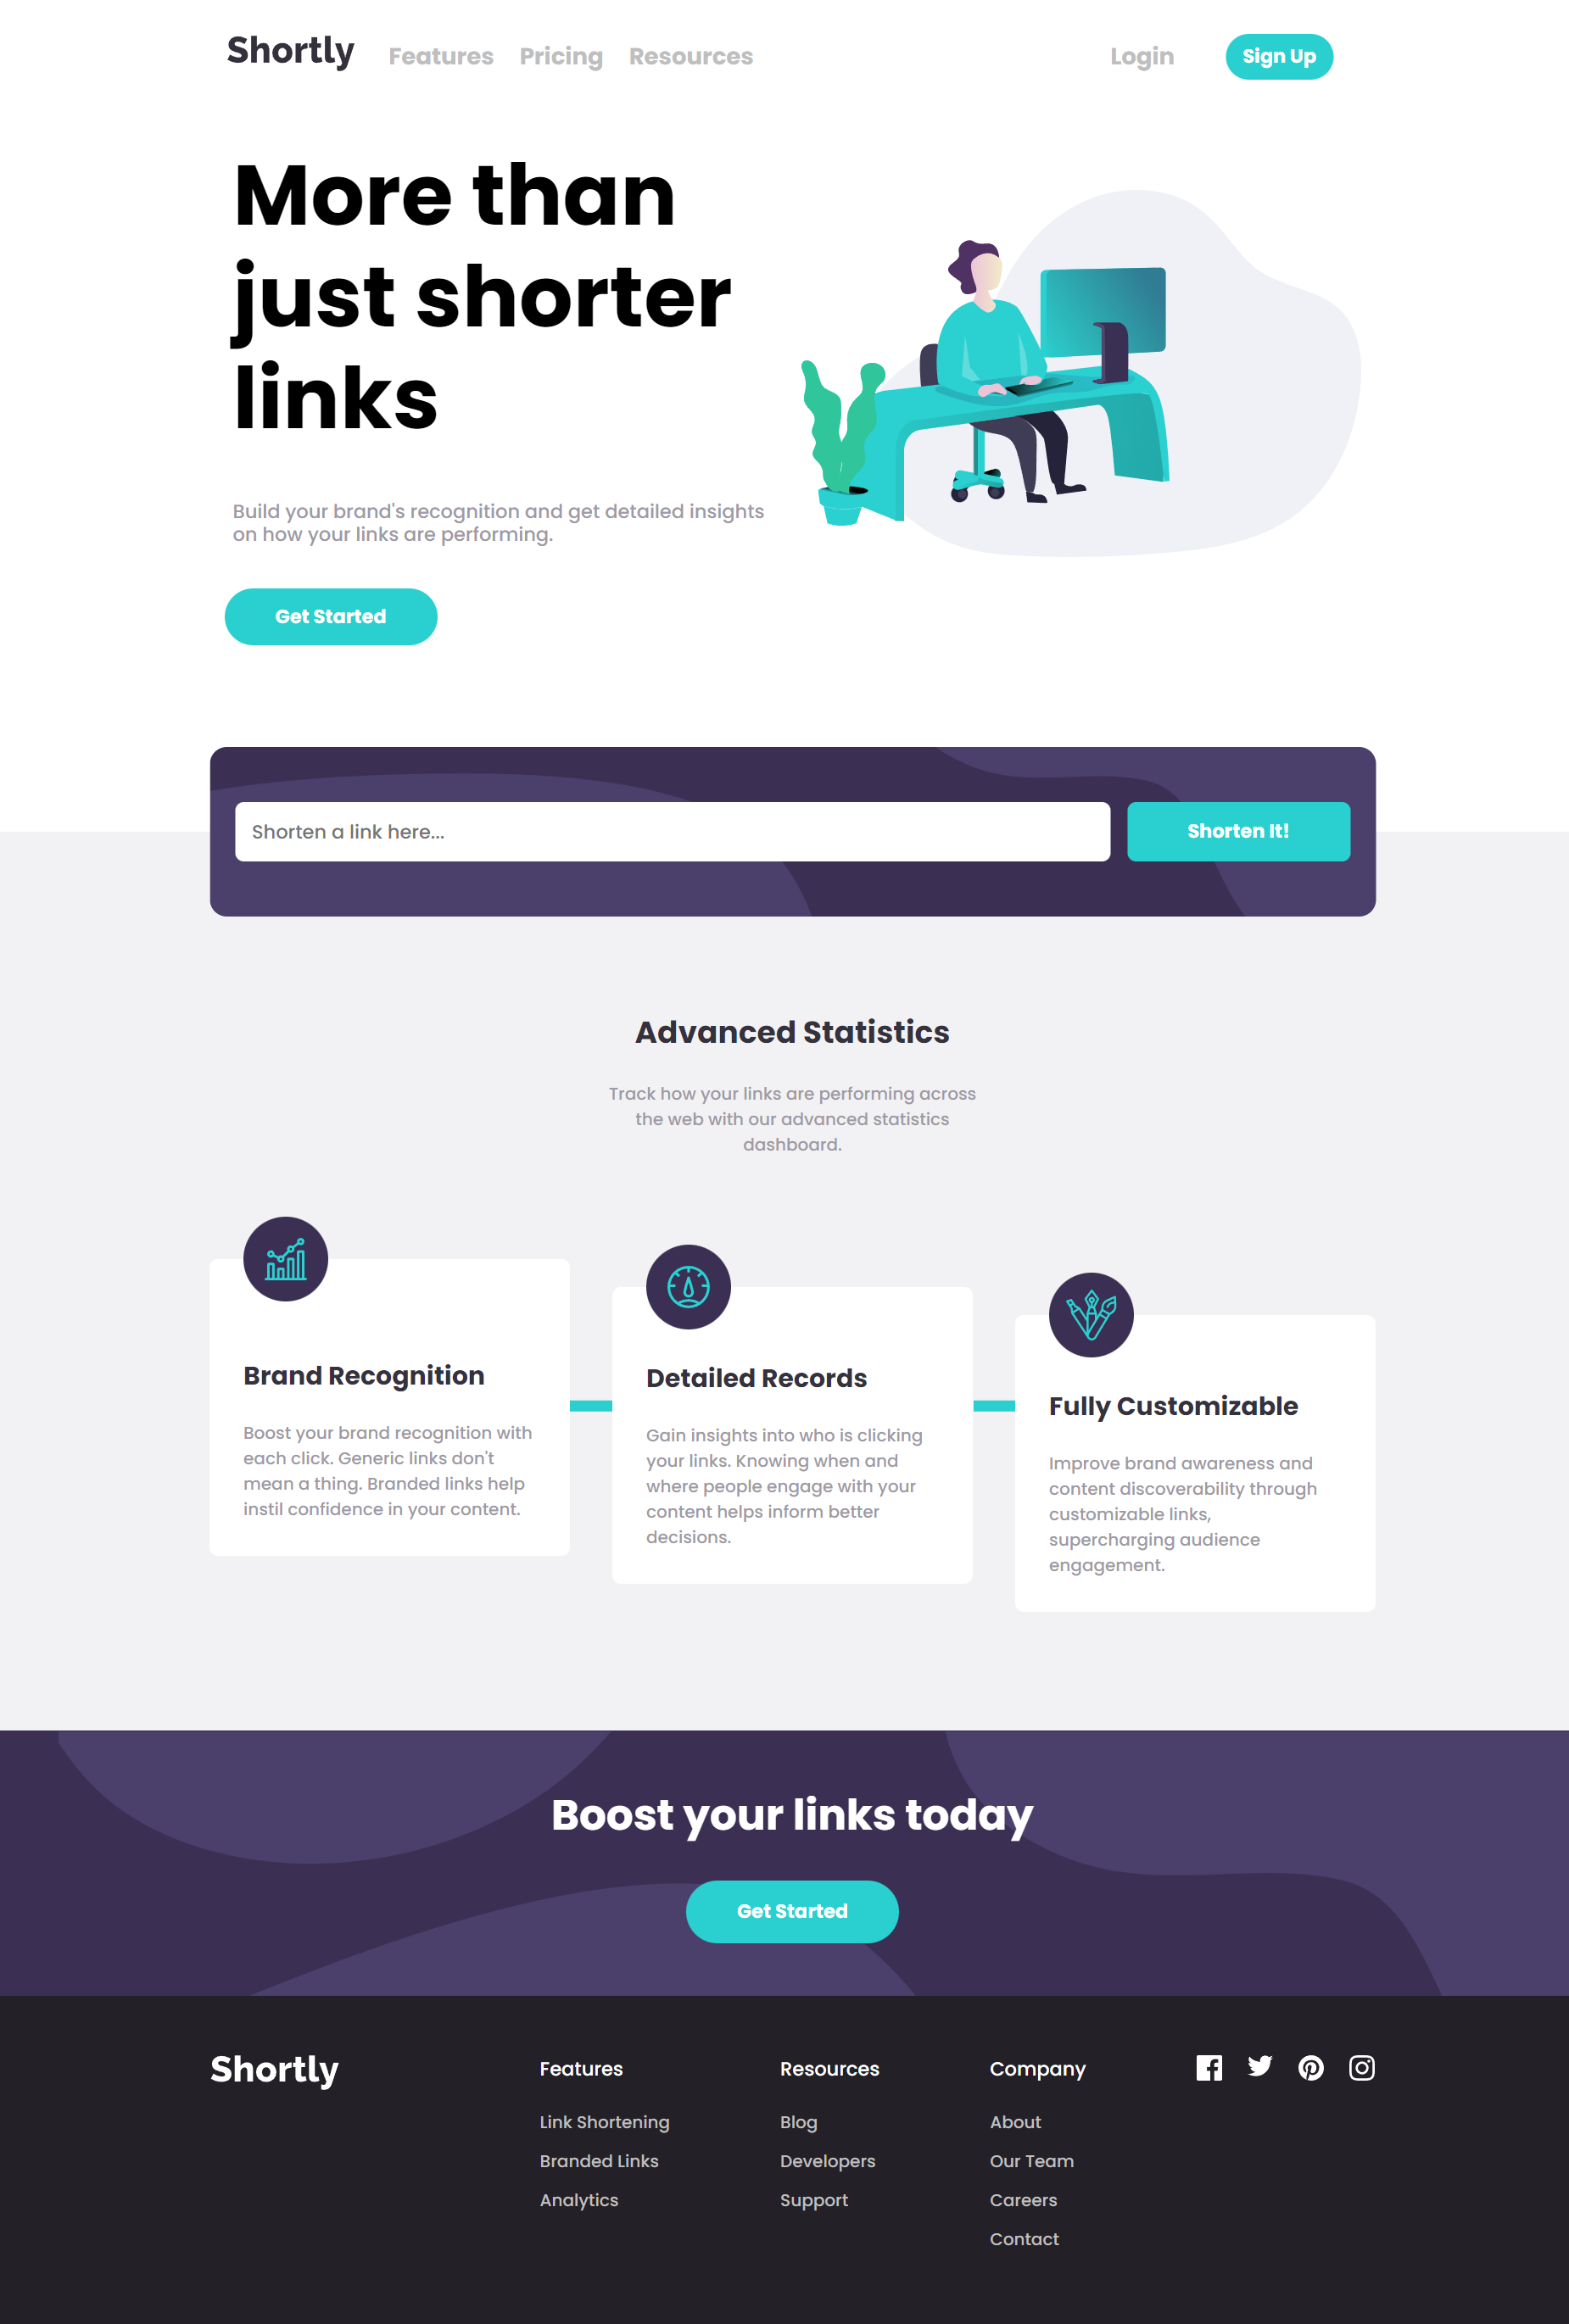 Shortly
Features
Pricing
Resources
Login
Sign Up
More than
just shorter
links
Build your brand's recognition and get detailed insights
on how your links are performing.
Get Started
Shorten a link here...
Shorten It!
Advanced Statistics
Track how your links are performing across
the web with our advanced statistics
dashboard.
Brand Recognition
Boost your brand recognition with
each click. Generic links don't
mean a thing. Branded links help
instil confidence in your content.
Detailed Records
Gain insights into who is clicking
your links. Knowing when and
where people engage with your
content helps inform better
decisions.
Fully Customizable
Improve brand awareness and
content discoverability through
customizable links,
supercharging audience
engagement.
Boost your links today
Get Started
Shortly
Features
Link Shortening
Branded Links
Analytics
Resources
Blog
Developers
Support
Company
About
Our Team
Careers
Contact